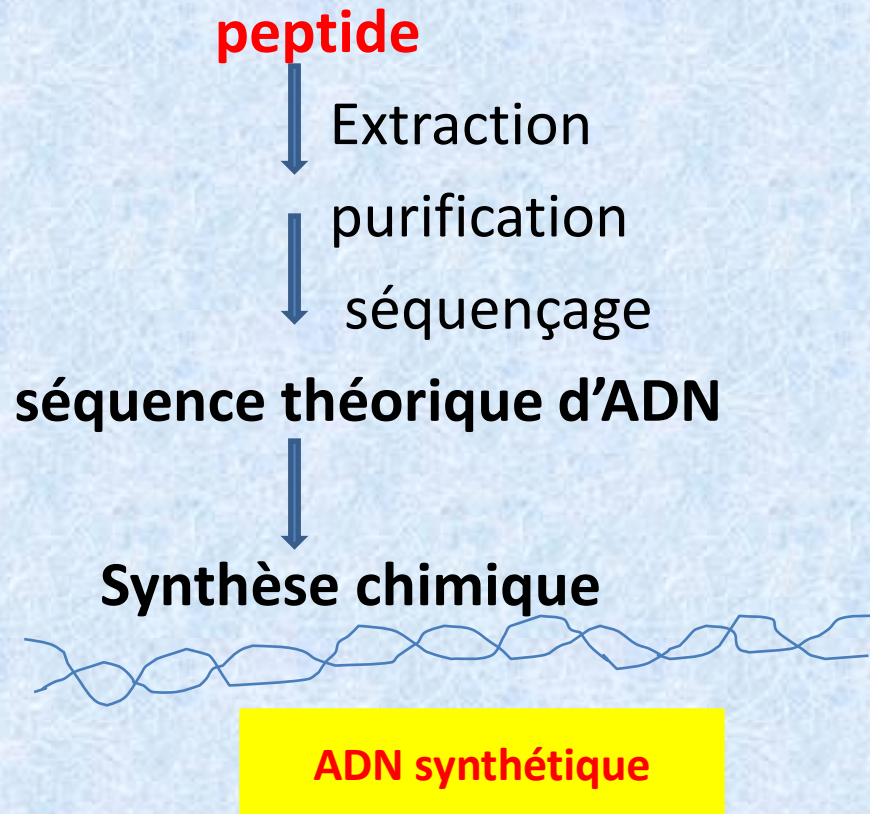 peptide
Extraction
purification
séquençage
séquence théorique d’ADN
Synthèse chimique
ADN synthétique